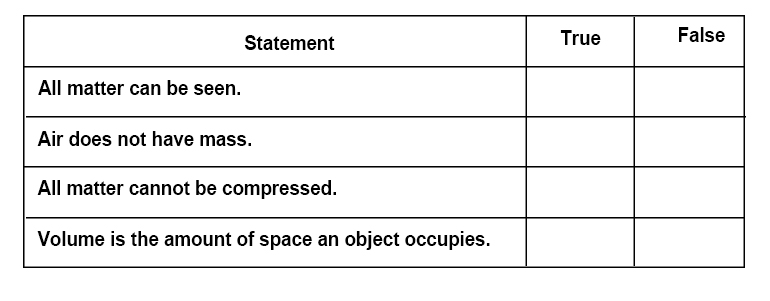 Statement True False
All matter can be seen.
Air does not have mass.
All matter cannot be compressed.
Volume is the amount of space an object occupies.